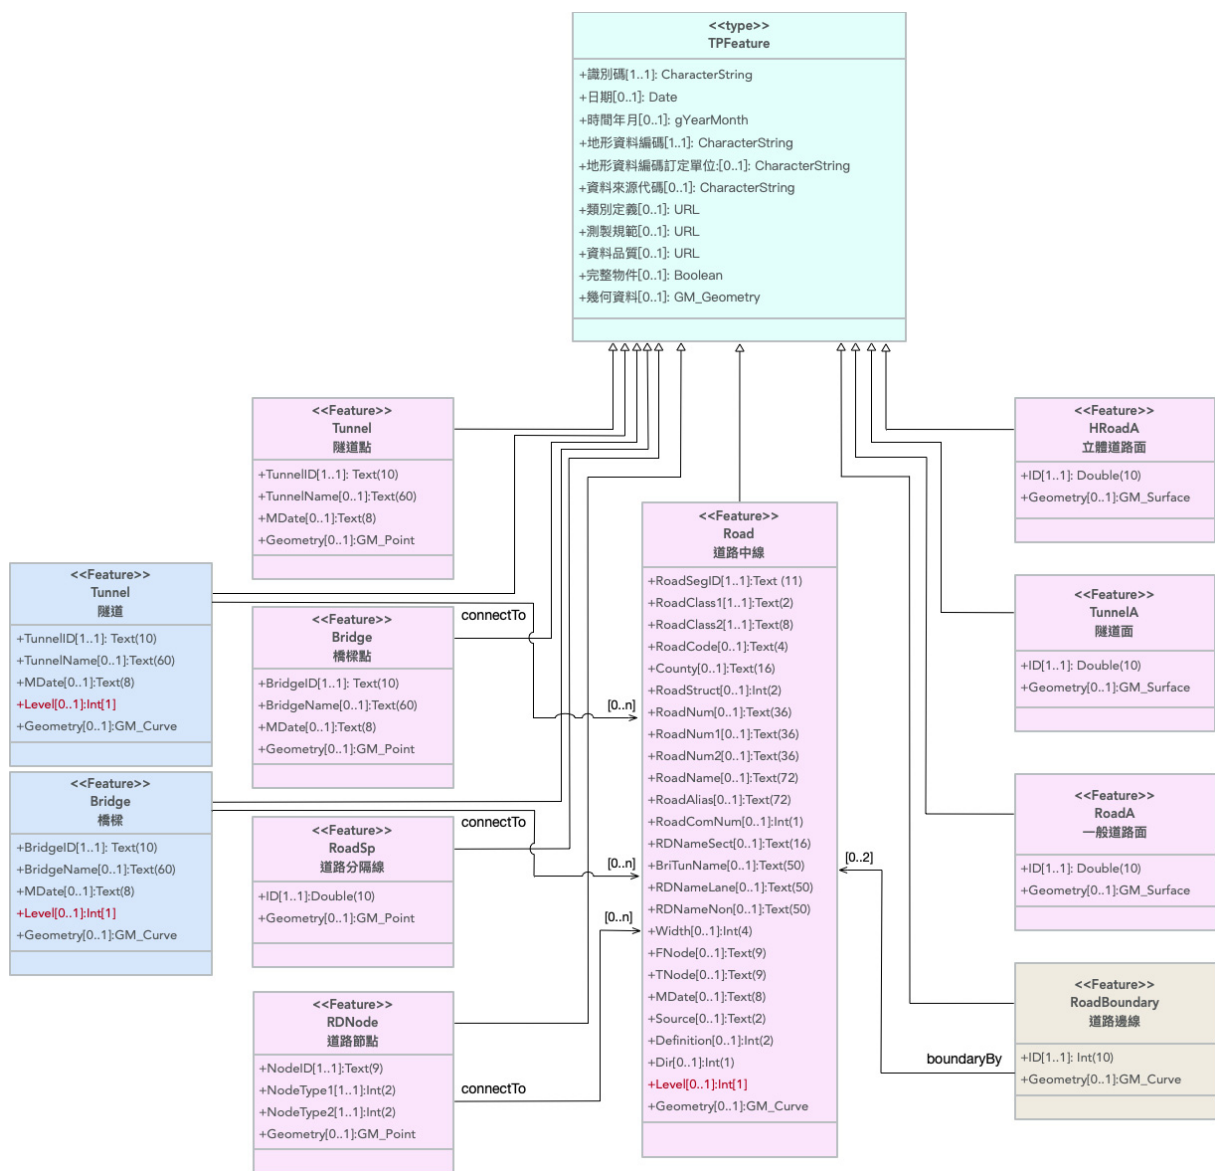 <<type>>
TPFeature
+識別碼[1..1]: CharacterString
+日期[0..1]: Date
+時間年月[0..1]: gYearMonth
+地形資料編碼[1..1]: CharacterString
+地形資料編碼訂定單位:[0..1]: CharacterString
+資料來源代碼[0..1]: CharacterString
+類別定義[0..1]: URL
+測製規範[0..1]: URL
+資料品質[0..1]: URL
+完整物件[0..1]: Boolean
+幾何資料[0..1]: GM_Geometry
<<Feature>>
Tunnel
隧道點
+TunnelID[1..1]: Text(10)
+TunnelName[0..1]:Text(60)
+MDate[0..1]:Text(8)
+Geometry[0..1]:GM_Point
<<Feature>>
Tunnel
隧道
+TunnelID[1..1]: Text(10)
+TunnelName[0..1]:Text(60)
+MDate[0..1]:Text(8)
+Level[0..1]:Int[1]
+Geometry[0..1]:GM_Curve
connectTo
[0..n]
<<Feature>>
Bridge
橋樑點
+BridgeID[1..1]: Text(10)
+BridgeName[0..1]:Text(60)
+MDate[0..1]:Text(8)
+Geometry[0..1]:GM_Point
<<Feature>>
Bridge
橋樑
+BridgeID[1..1]: Text(10)
+BridgeName[0..1]:Text(60)
+MDate[0..1]:Text(8)
+Level[0..1]:Int[1]
+Geometry[0..1]:GM_Curve
connectTo
[0..n]
<<Feature>>
RoadSp
道路分隔線
+ID[1..1]:Double(10)
+Geometry[0..1]:GM_Point
<<Feature>>
RDNode
道路節點
+NodeID[1..1]:Text(9)
+NodeType1[1..1]:Int(2)
+NodeType2[1..1]:Int(2)
+Geometry[0..1]:GM_Point
connectTo
[0..n]
<<Feature>>
Road
道路中線
+RoadSegID[1..1]:Text (11)
+RoadClass1[1..1]:Text(2)
+RoadClass2[1..1]:Text(8)
+RoadCode[0..1]:Text(4)
+County[0..1]:Text(16)
+RoadStruct[0..1]:Int(2)
+RoadNum[0..1]:Text(36)
+RoadNum1[0..1]:Text(36)
+RoadNum2[0..1]:Text(36)
+RoadName[0..1]:Text(72)
+RoadAlias[0..1]:Text(72)
+RoadComNum[0..1]:Int(1)
+RDNameSect[0..1]:Text(16)
+BriTunName[0..1]:Text(50)
+RDNameLane[0..1]:Text(50)
+RDNameNon[0..1]:Text(50)
+Width[0..1]:Int(4)
+FNode[0..1]:Text(9)
+TNode[0..1]:Text(9)
+MDate[0..1]:Text(8)
+Source[0..1]:Text(2)
+Definition[0..1]:Int(2)
+Dir[0..1]:Int(1)
+Level[0..1]:Int[1]
+Geometry[0..1]:GM_Curve
<<Feature>>
HRoadA
立體道路面
+ID[1..1]: Double(10)
+Geometry[0..1]:GM_Surface
<<Feature>>
TunnelA
隧道面
+ID[1..1]: Double(10)
+Geometry[0..1]:GM_Surface
<<Feature>>
RoadA
一般道路面
+ID[1..1]: Double(10)
+Geometry[0..1]:GM_Surface
[0..2]
boundaryBy
<<Feature>>
RoadBoundary
道路邊線
+ID[1..1]: Int(10)
+Geometry[0..1]:GM_Curve